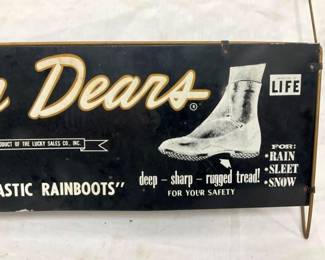 Dears ®
LIFE
PRODUCT OF THE LUCKY SALES CO., INC.
FOR:
• RAIN
• SLEET
• SNOW
ASTIC RAINBOOTS"
deep – sharp – rugged tread!
FOR YOUR SAFETY